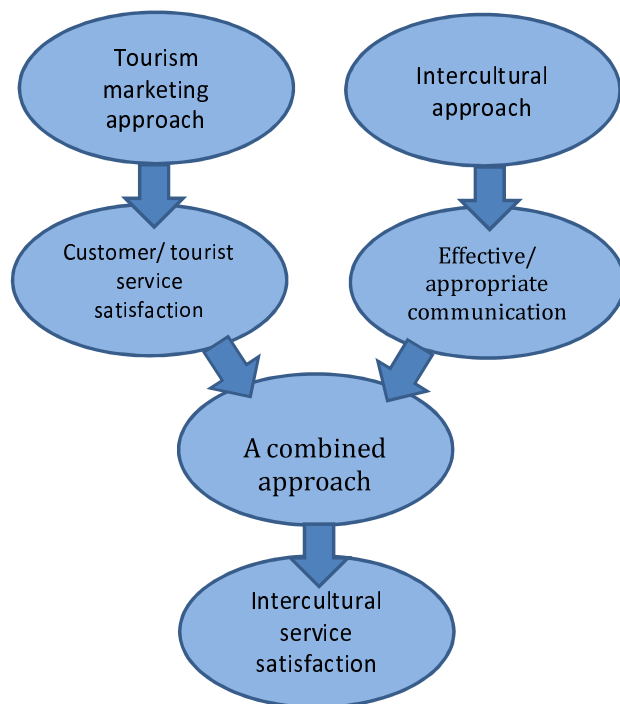 Tourism
marketing
approach
Intercultural
approach
Customer/ tourist
service
satisfaction
Effective/
appropriate
communication
A combined
approach
Intercultural
service
satisfaction